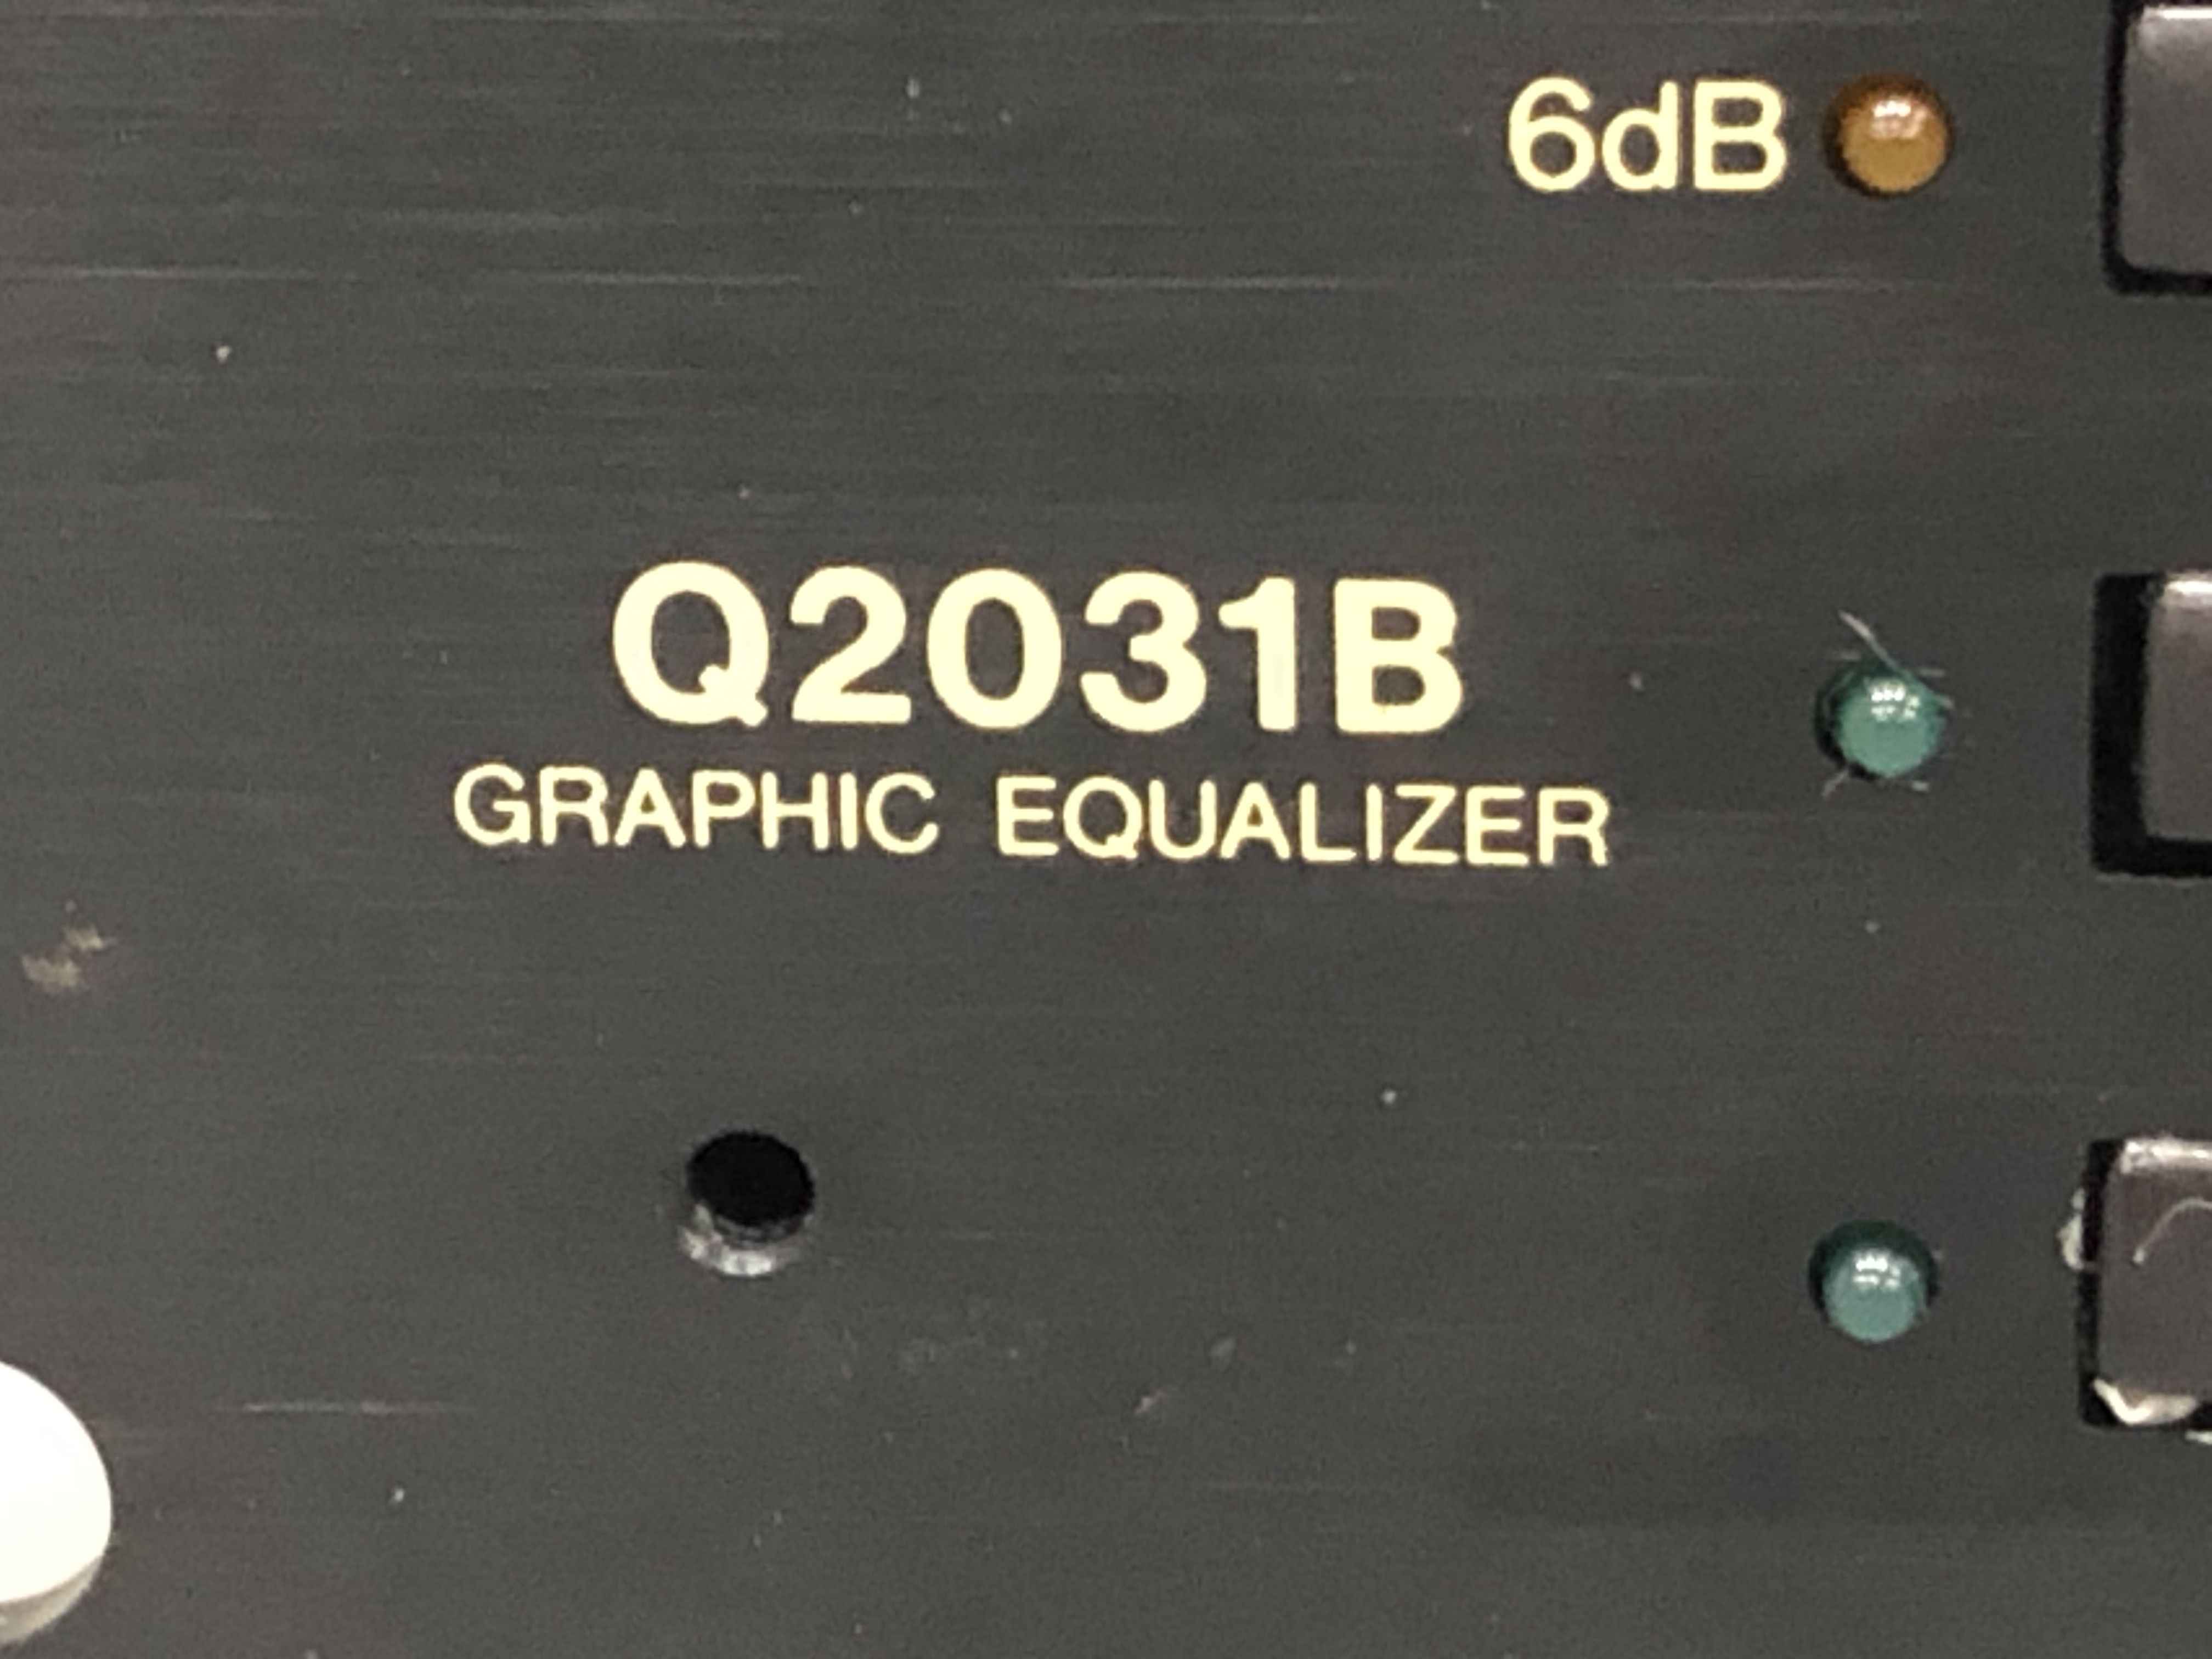 6dB
Q2031B
GRAPHIC EQUALIZER